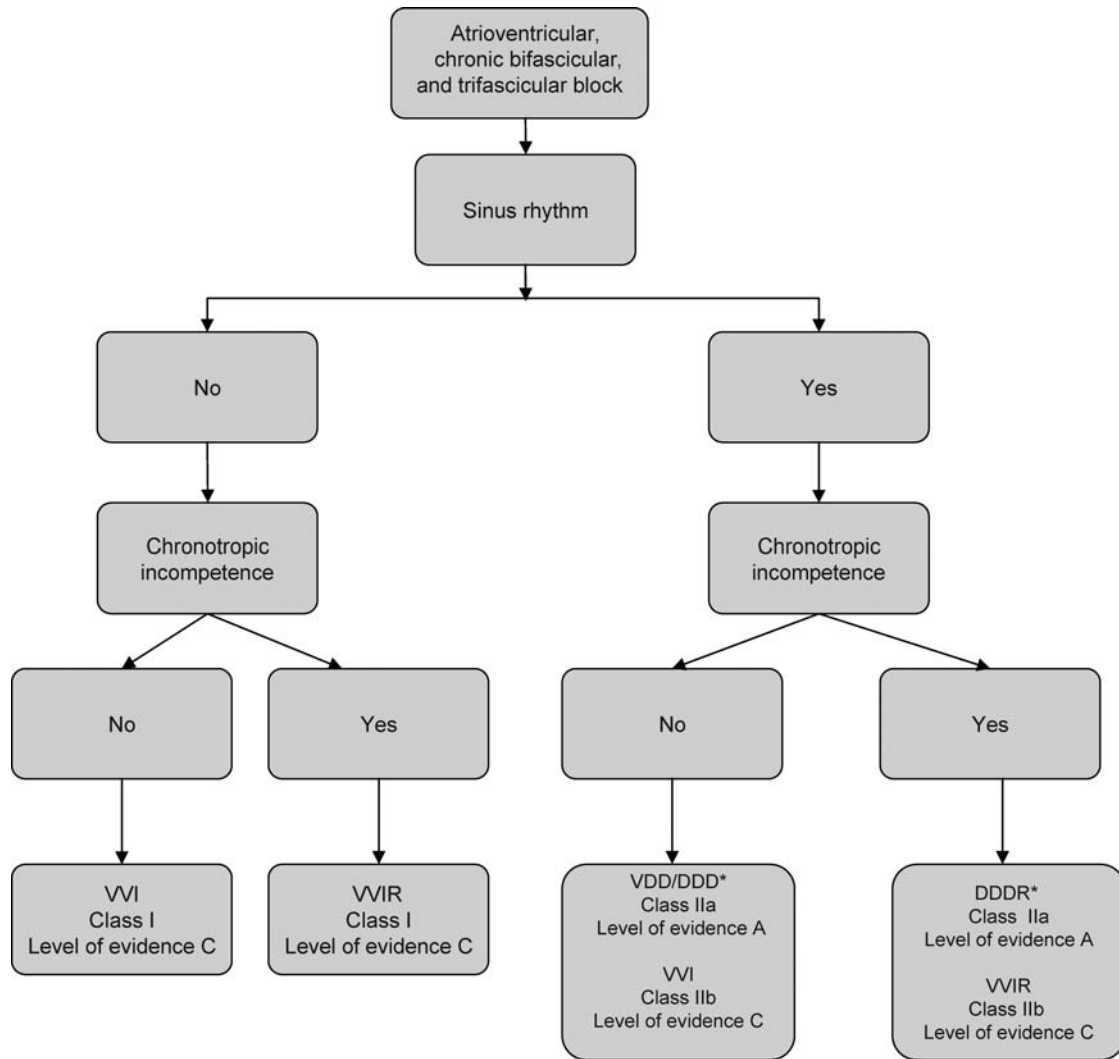 Atrioventricular,
chronic bifascicular,
and trifascicular block
Sinus rhythm
No
Yes
Chronotropic
incompetence
Chronotropic
incompetence
No
Yes
No
Yes
VVI
Class I
Level of evidence C
VVIR
Class I
Level of evidence C
VDD/DDD*
Class IIa
Level of evidence A
VVI
Class IIb
Level of evidence C
DDDR*
Class IIa
Level of evidence A
VVIR
Class IIb
Level of evidence C